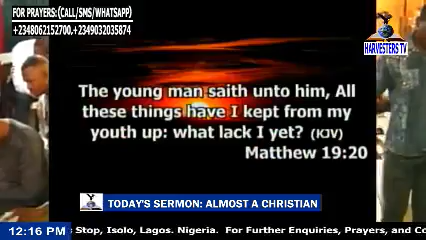 FOR PRAYERS:(CALL/SMS/WHATSAPP)
+2348062152700,+2349032035874
HARVESTERS TV
The young man saith unto him, All
these things have I kept from my
youth up: what lack I yet? (KJV)
Matthew 19:20
TODAY'S SERMON: ALMOST A CHRISTIAN
12:16 PM
s Stop, Isolo, Lagos. Nigeria. For Further Enquiries, Prayers, and Co